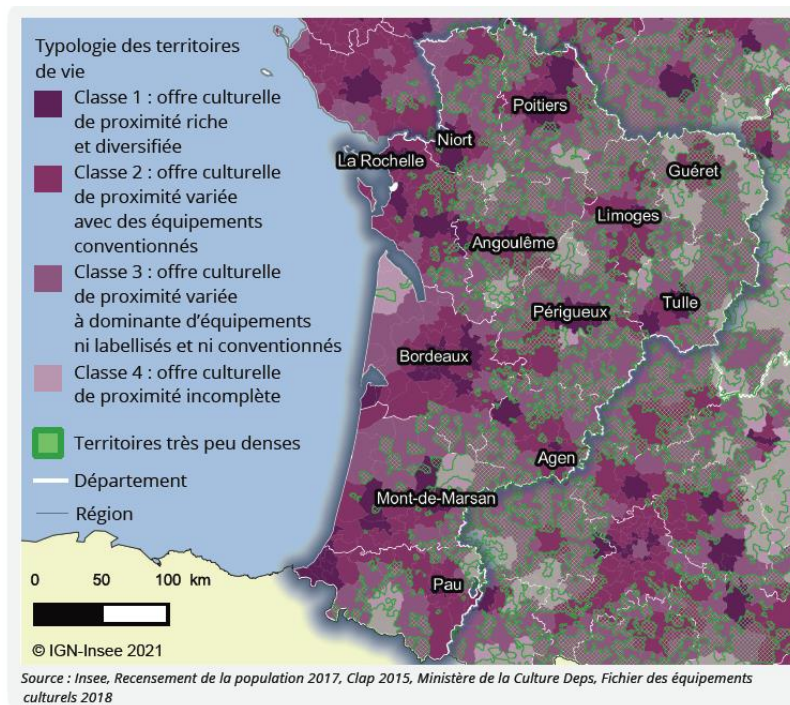 Typologie des territoires
de vie
Classe 1 : offre culturelle
de proximité riche
et diversifiée
Classe 2 : offre culturelle
de proximité variée
avec des équipements
conventionnés
Classe 3 : offre culturelle
de proximité variée
à dominante d'équipements
ni labellisés et ni conventionnés
Classe 4 : offre culturelle
de proximité incomplète
Territoires très peu denses
Département
Région
0 50 100 km
© IGN-Insee 2021
Poitiers
Niort
La Rochelle
Guéret
Limoges
Angoulême
Tulle
Périgueux
Bordeaux
Agen
Mont-de-Marsan
Pau
Source : Insee, Recensement de la population 2017, Clap 2015, Ministère de la Culture Deps, Fichier des équipements
culturels 2018